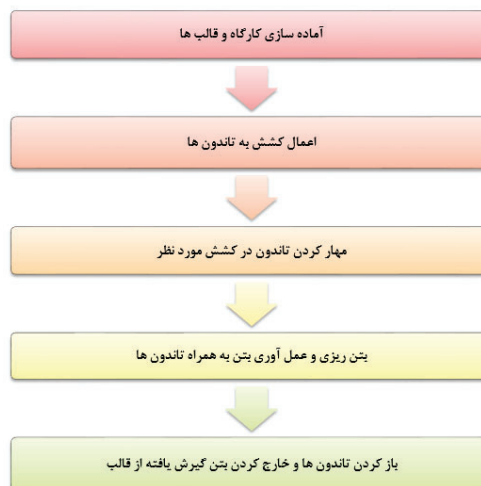 آماده سازی کارگاه و قالب ها
اعمال کشش به تاندون ها
مهار کردن تاندون در کشش مورد نظر
بتن ریزی و عمل آوری بتن به همراه تاندون ها
باز کردن تاندون ها و خارج کردن بتن گیرش یافته از قالب